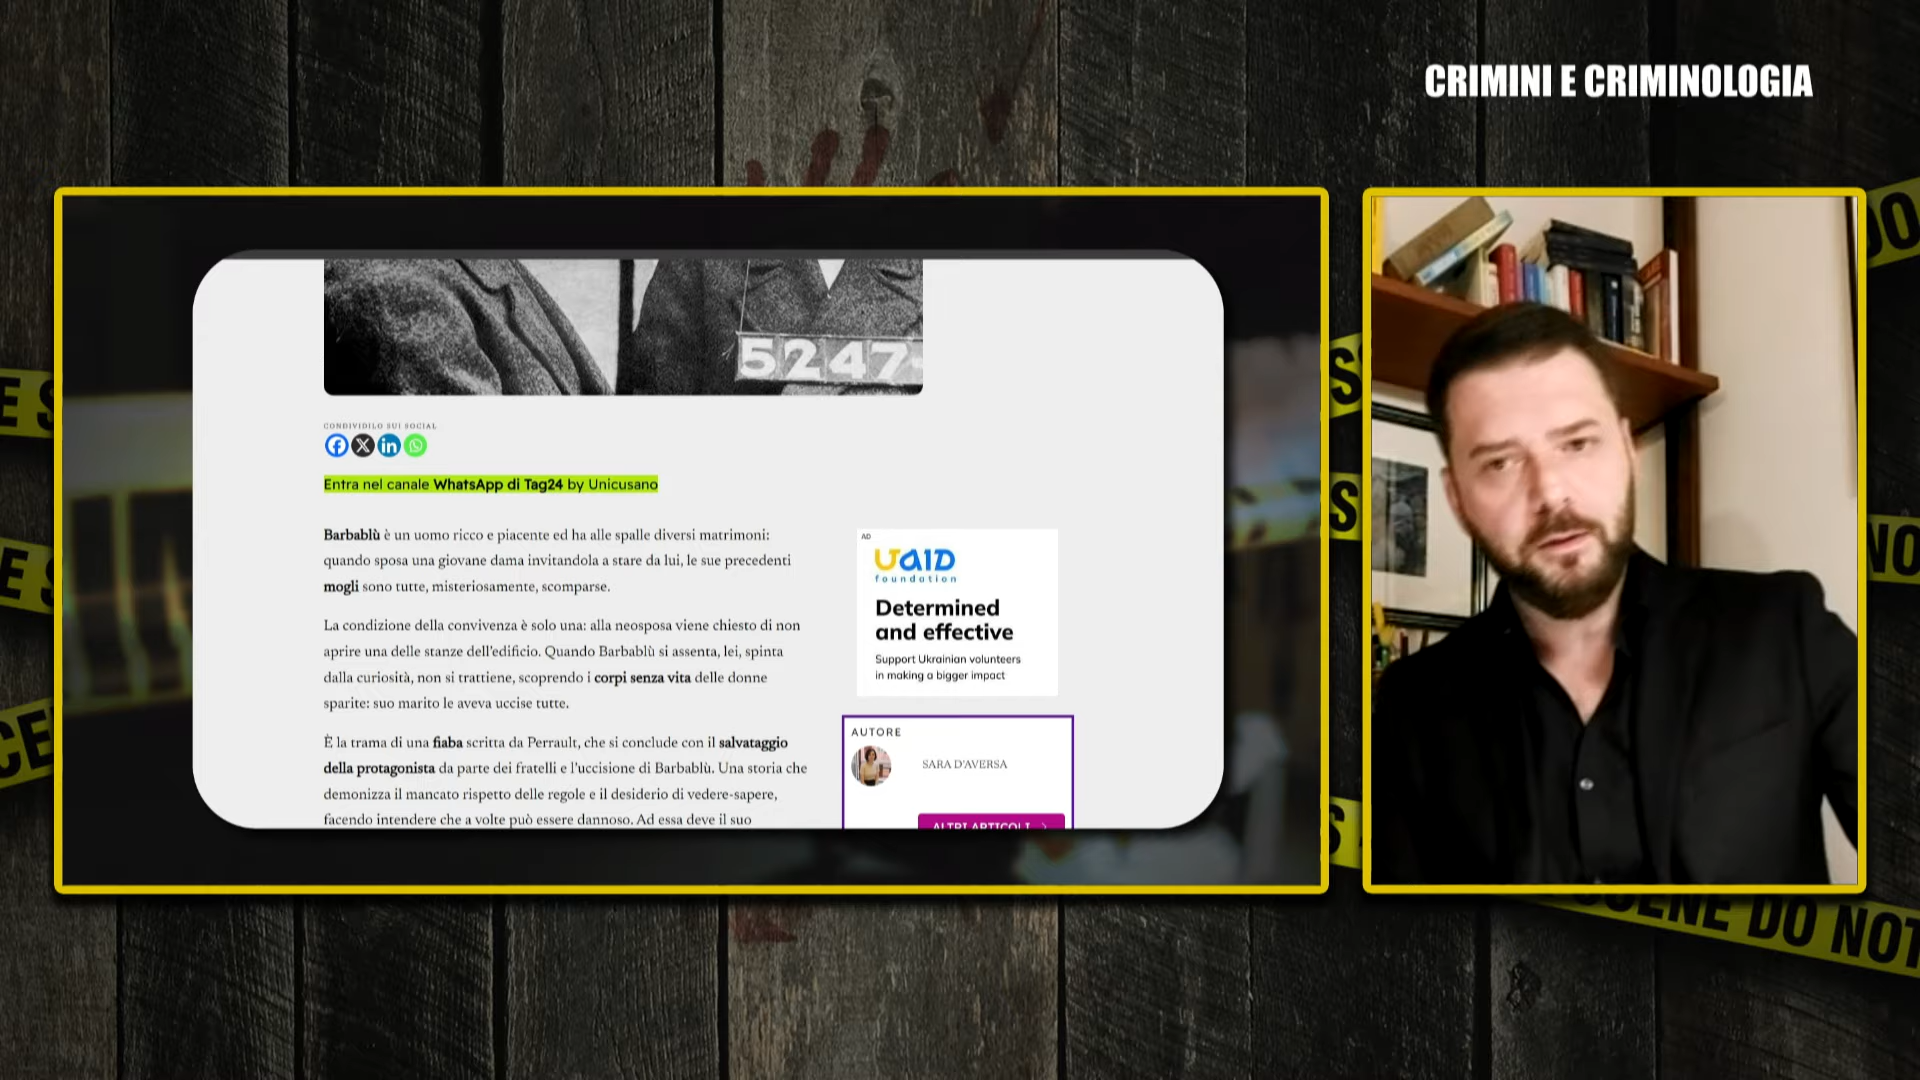 CRIMINI E CRIMINOLOGIA
5247
CONDIVIDILO SUI SOCIAL
Entra nel canale WhatsApp di Tag24 by Unicusano
Barbablù è un uomo ricco e piacente ed ha alle spalle diversi matrimoni:
quando sposa una giovane dama invitandola a stare da lui, le sue precedenti
mogli sono tutte, misteriosamente, scomparse.
La condizione della convivenza è solo una: alla neosposa viene chiesto di non
aprire una delle stanze dell'edificio. Quando Barbablù si assenta, lei, spinta
dalla curiosità, non si trattiene, scoprendo i corpi senza vita delle donne
sparite: suo marito le aveva uccise tutte.
È la trama di una fiaba scritta da Perrault, che si conclude con il salvataggio
della protagonista da parte dei fratelli e l'uccisione di Barbablù. Una storia che
demonizza il mancato rispetto delle regole e il desiderio di vedere-sapere,
facendo intendere che a volte può essere dannoso. Ad essa deve il suo
AD
UAID
foundation
Determined
and effective
Support Ukrainian volunteers
in making a bigger impact
AUTORE
SARA D'AVERSA
ALTRI ARTICOLI
SCENE DO NOT